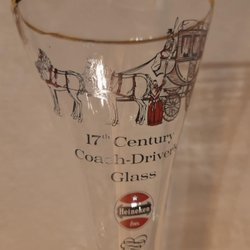 17th Century
Coach-Driver's
Glass
Heineken